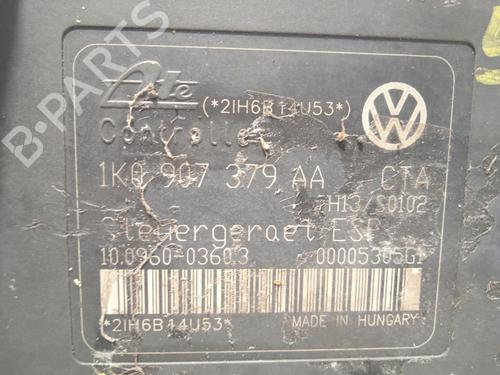 Ate
(*2IH6B14U53*)
Controller
1K0 907 379 AA CTA
H13/S0102
Steuergeraet ESP
10.0960-0360.3 00005305G1
*2IH6B14U53*
MADE IN HUNGARY